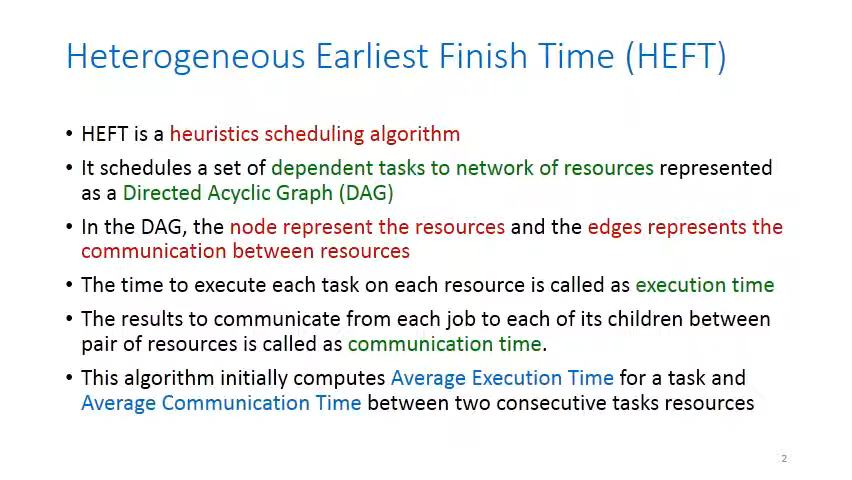 Heterogeneous Earliest Finish Time (HEFT)
• HEFT is a heuristics scheduling algorithm
• It schedules a set of dependent tasks to network of resources represented
as a Directed Acyclic Graph (DAG)
• In the DAG, the node represent the resources and the edges represents the
communication between resources
• The time to execute each task on each resource is called as execution time
• The results to communicate from each job to each of its children between
pair of resources is called as communication time.
• This algorithm initially computes Average Execution Time for a task and
Average Communication Time between two consecutive tasks resources
2